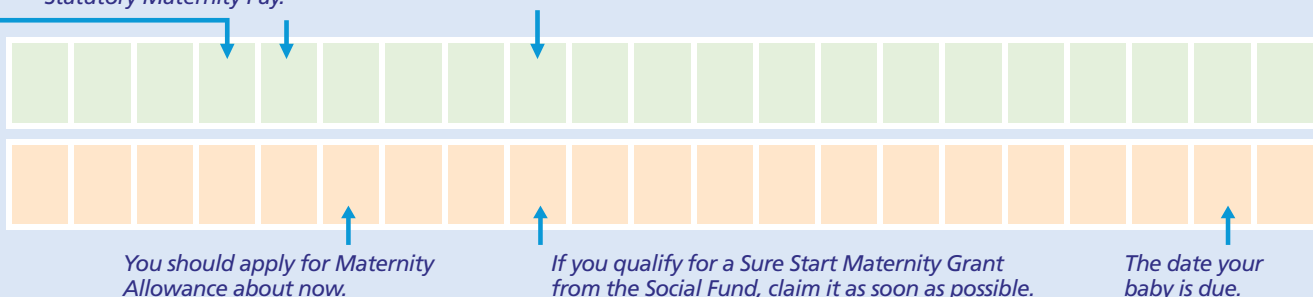 Statutory Maternity Pay.
You should apply for Maternity
Allowance about now.
If you qualify for a Sure Start Maternity Grant
from the Social Fund, claim it as soon as possible.
The date your
baby is due.